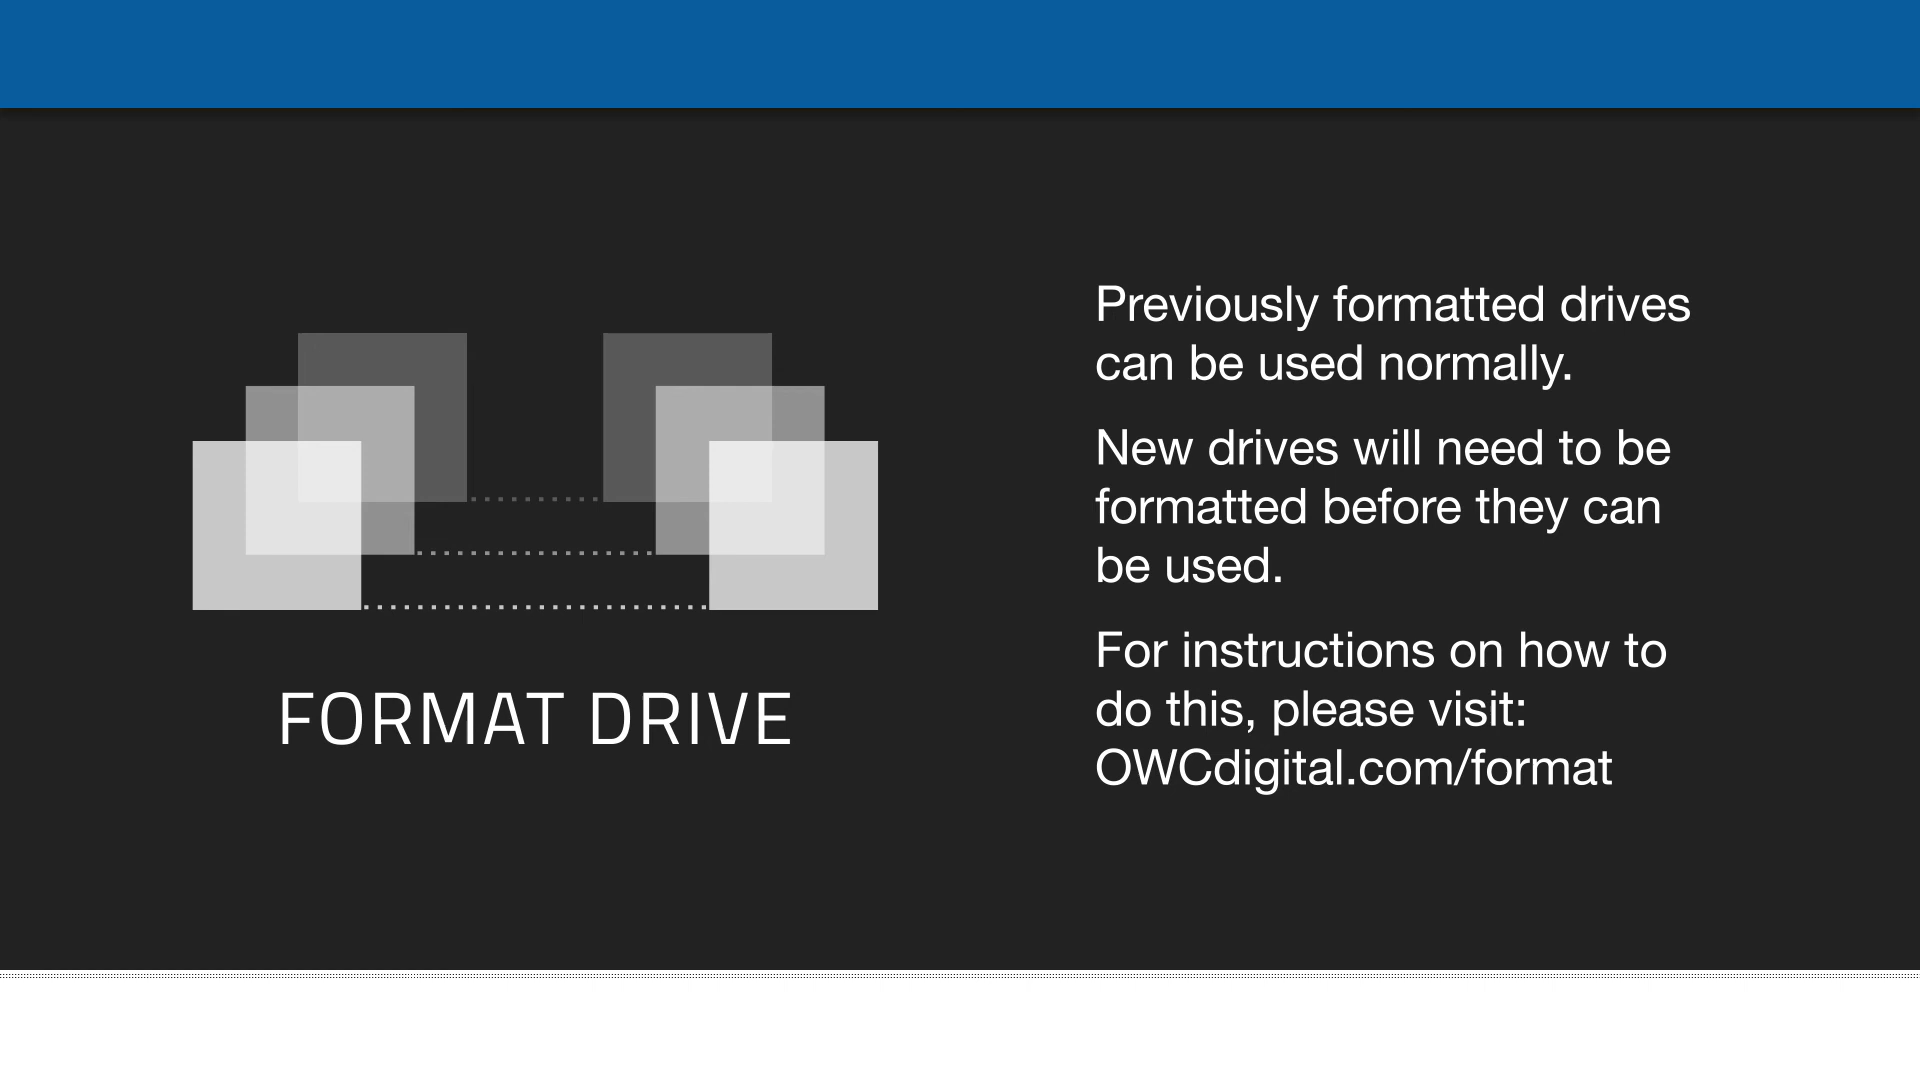 FORMAT DRIVE
Previously formatted drives
can be used normally.
New drives will need to be
formatted before they can
be used.
For instructions on how to
do this, please visit:
OWCdigital.com/format